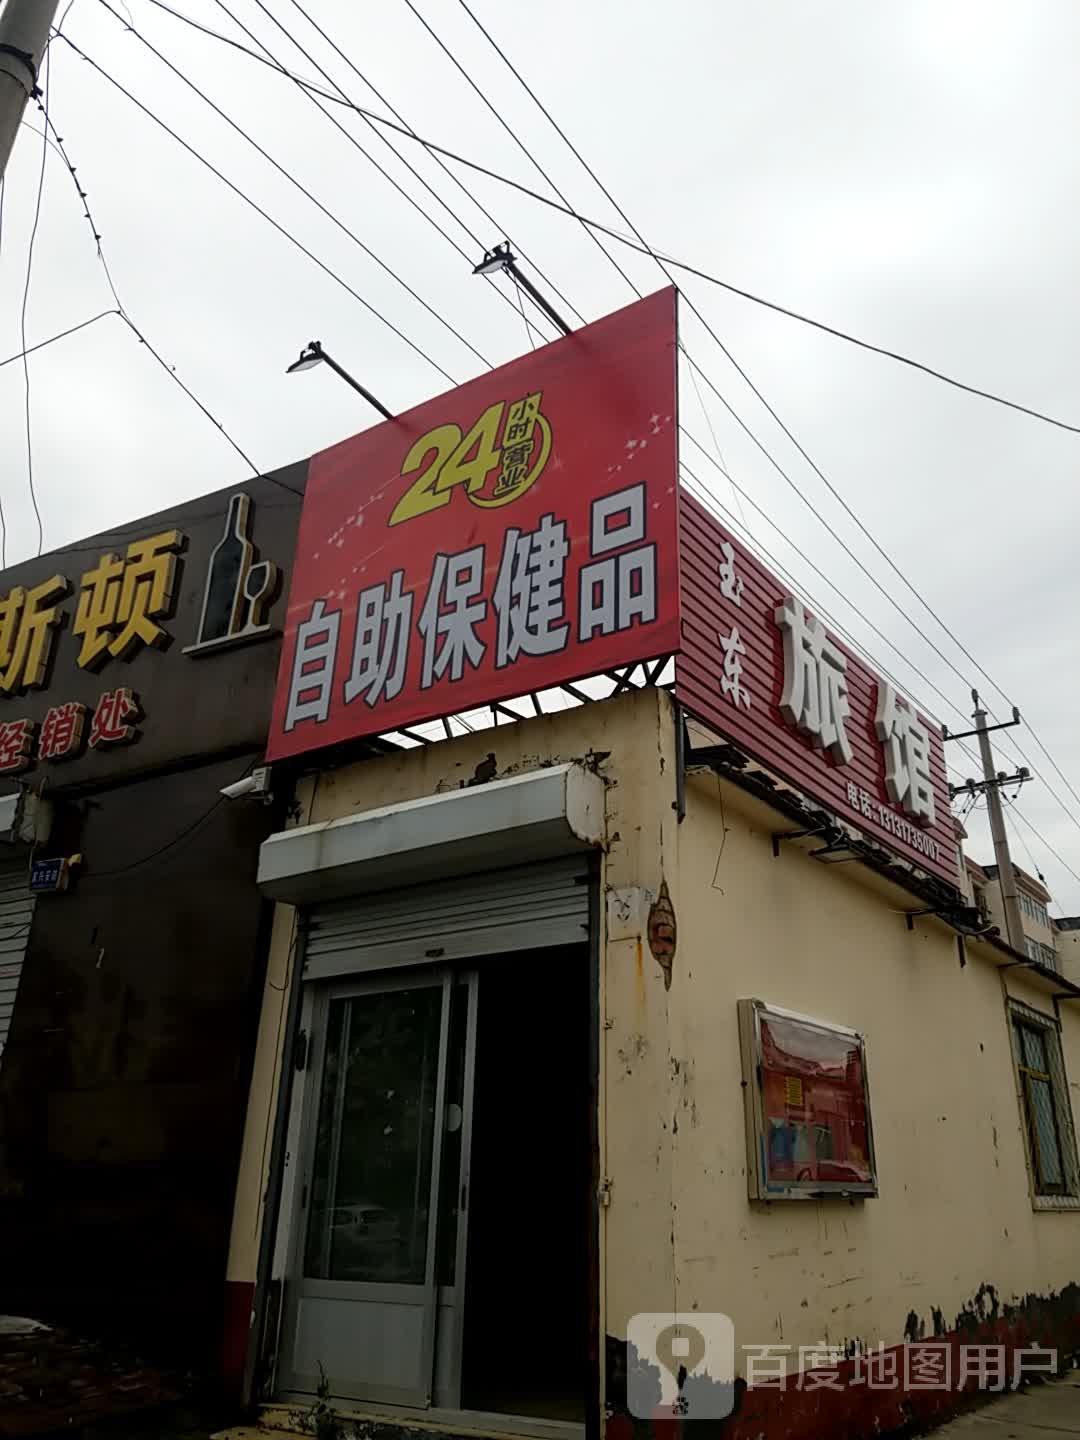 斯顿
经销处
24小时营业
自助保健品
玉东
旅馆
电话:13131735007
百度地图用户